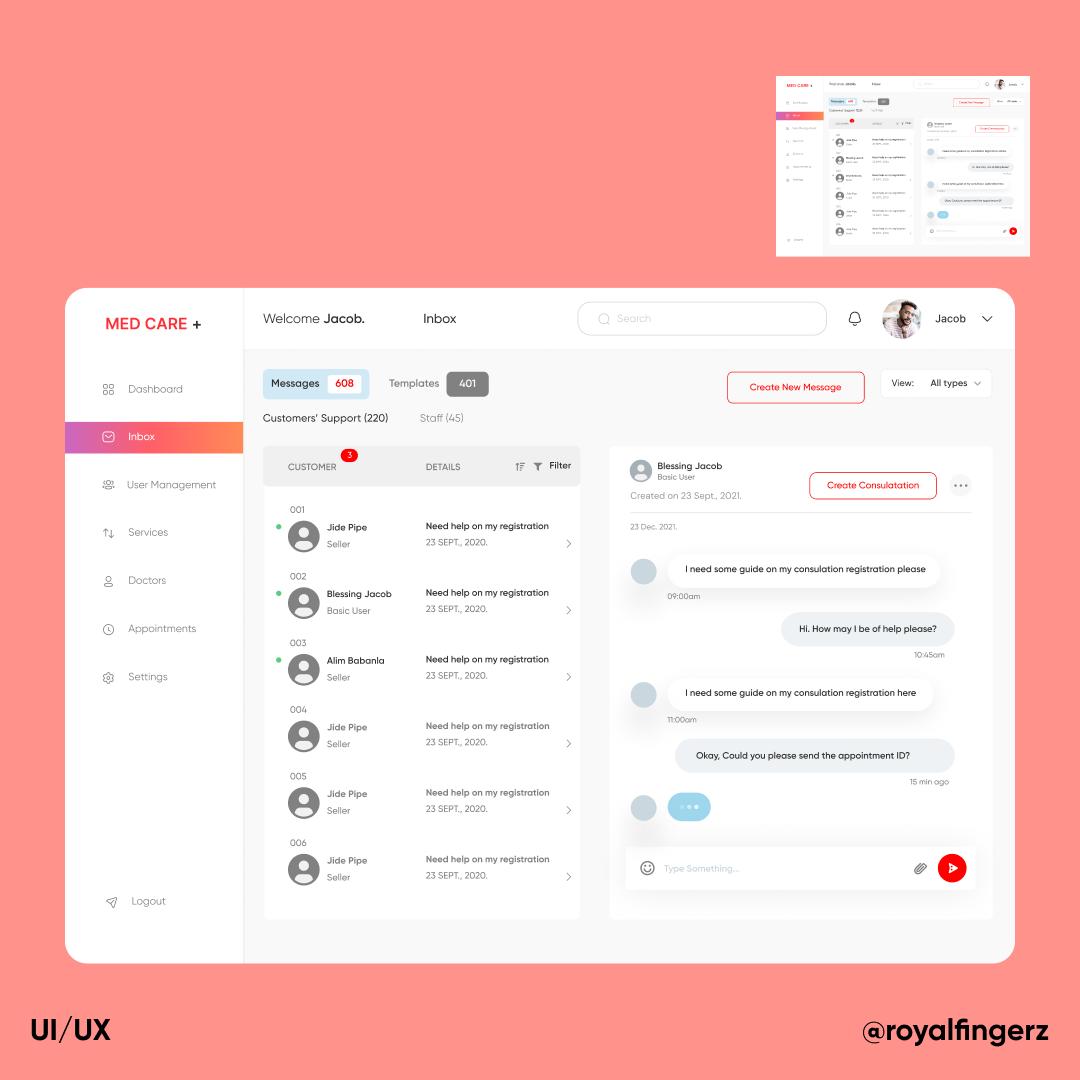 MED CARE +
Welcome Jacob.
Inbox
Search
Jacob
Dashboard
Inbox
User Management
Services
Doctors
Appointments
Settings
Logout
Messages 608
Templates 401
Create New Message
View: All types
Customers' Support (220)
Staff (45)
3
CUSTOMER
DETAILS
Filter
001
Jide Pipe
Seller
Need help on my registration
23 SEPT., 2020.
002
Blessing Jacob
Basic User
Need help on my registration
23 SEPT., 2020.
003
Alim Babanla
Seller
Need help on my registration
23 SEPT., 2020.
004
Jide Pipe
Seller
Need help on my registration
23 SEPT., 2020.
005
Jide Pipe
Seller
Need help on my registration
23 SEPT., 2020.
006
Jide Pipe
Seller
Need help on my registration
23 SEPT., 2020.
Blessing Jacob
Basic User
Created on 23 Sept., 2021.
Create Consulatation
23 Dec. 2021.
I need some guide on my consulation registration please
09:00am
Hi. How may I be of help please?
10:45am
I need some guide on my consulation registration here
11:00am
Okay, Could you please send the appointment ID?
15 min ago
Type Something...
UI/UX
@royalfingerz